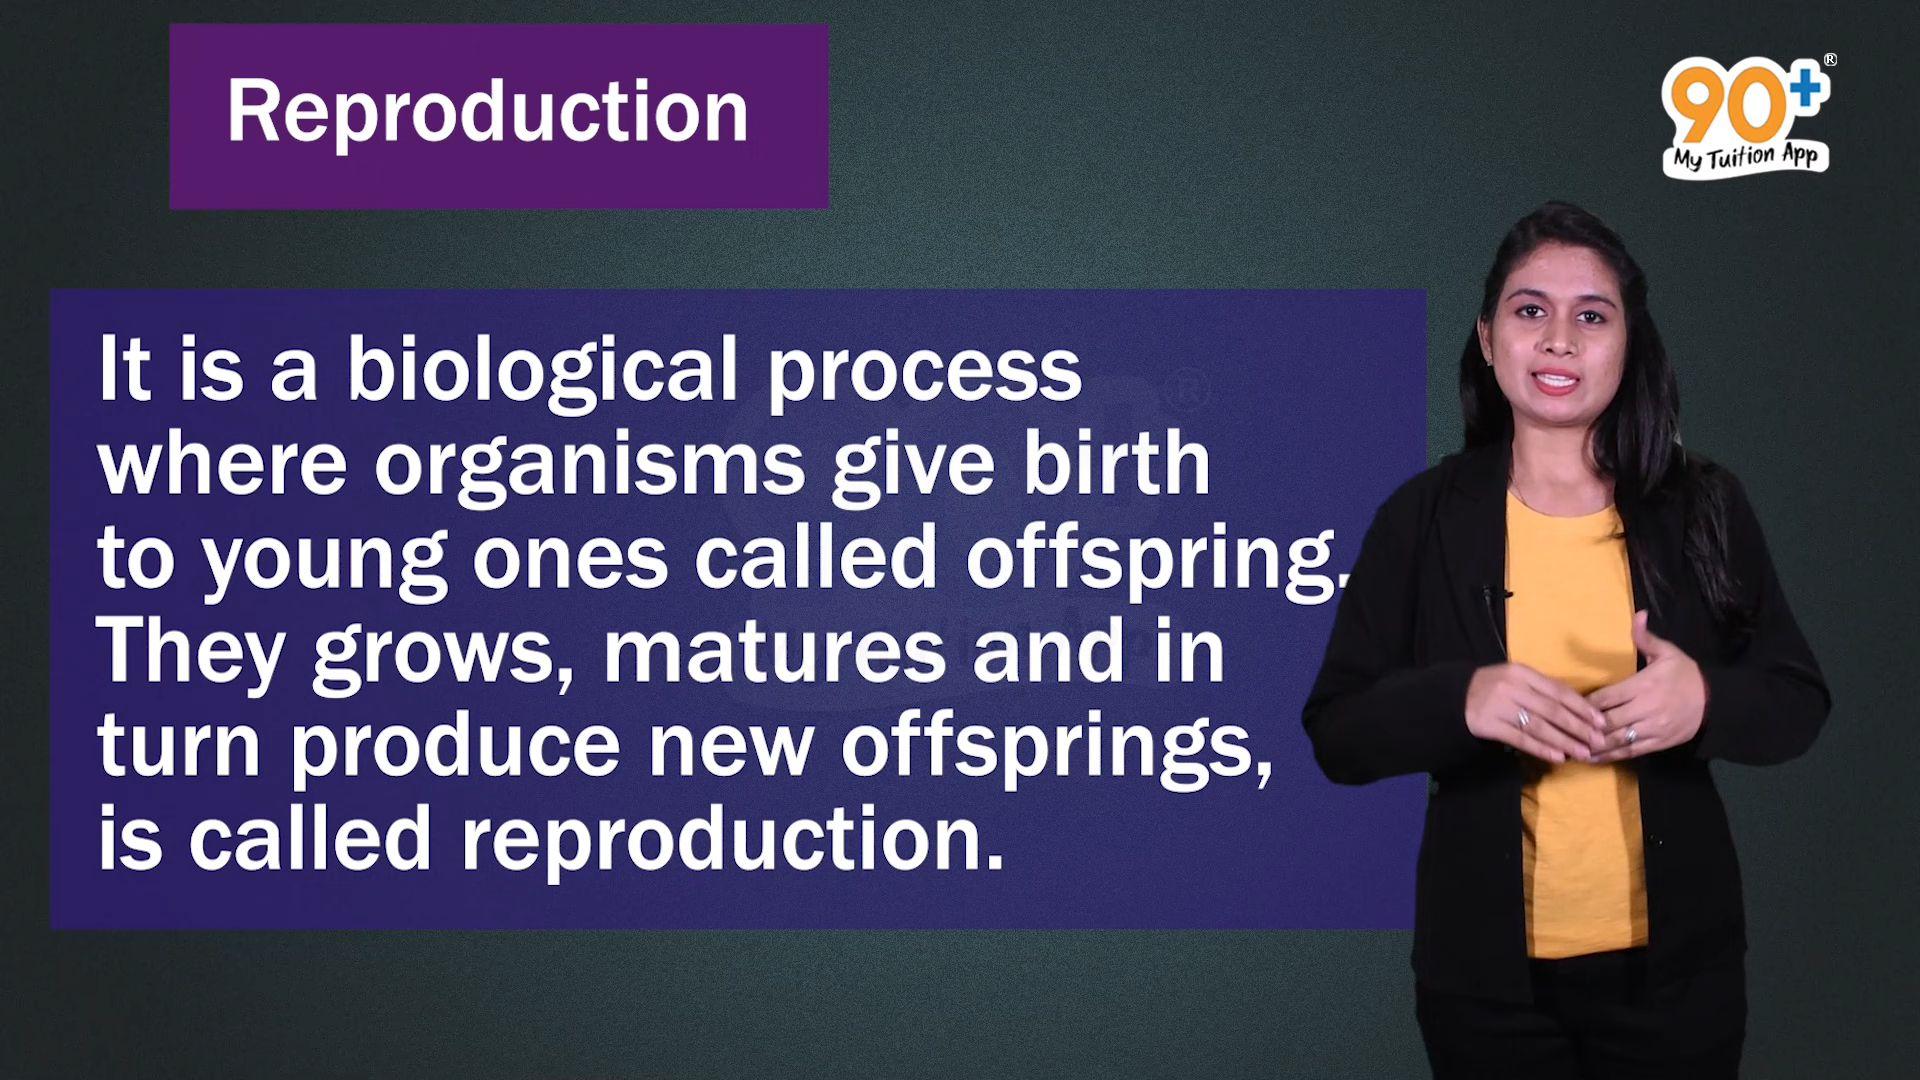 Reproduction
90+
®
My Tuition App
It is a biological process
where organisms give birth
to young ones called offspring.
They grows, matures and in
turn produce new offsprings,
is called reproduction.